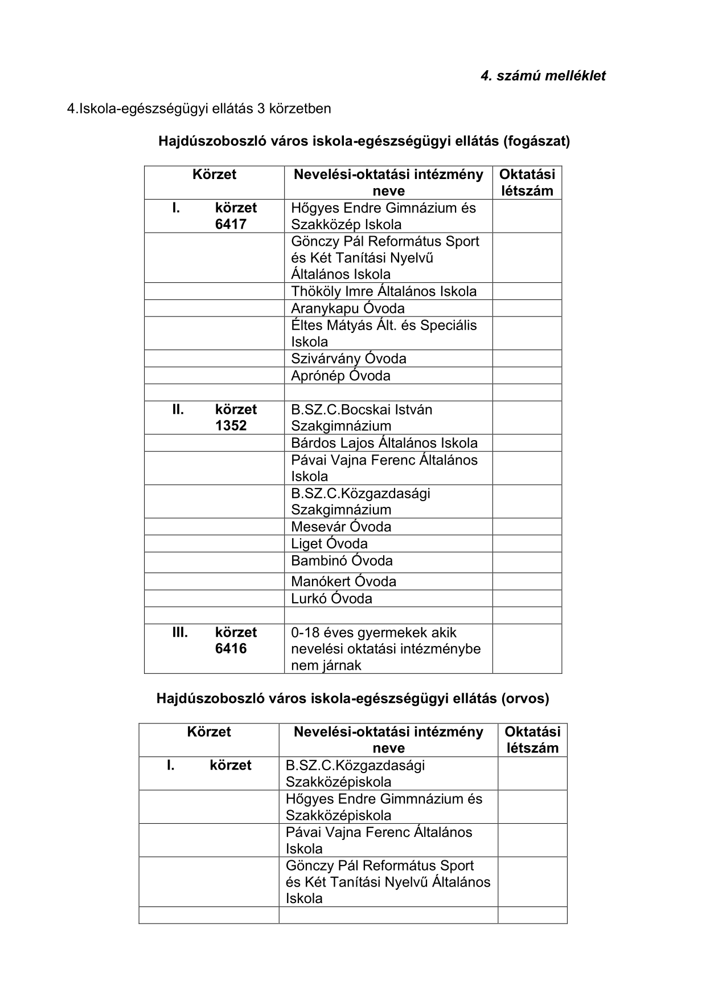 4. számú melléklet
4.Iskola-egészségügyi ellátás 3 körzetben
Hajdúszoboszló város iskola-egészségügyi ellátás (fogászat)
Körzet Nevelési-oktatási intézmény Oktatási
neve létszám
I. körzet Hőgyes Endre Gimnázium és
6417 Szakközép Iskola
Gönczy Pál Református Sport
és Két Tanítási Nyelvű
Általános Iskola
Thököly Imre Általános Iskola
Aranykapu Óvoda
Éltes Mátyás Ált. és Speciális
Iskola
Szivárvány Óvoda
Aprónép Óvoda
II. körzet B.SZ.C.Bocskai István
1352 Szakgimnázium
Bárdos Lajos Általános Iskola
Pávai Vajna Ferenc Általános
Iskola
B.SZ.C.Közgazdasági
Szakgimnázium
Mesevár Óvoda
Liget Óvoda
Bambinó Óvoda
Manókert Óvoda
Lurkó Óvoda
III. körzet 0-18 éves gyermekek akik
6416 nevelési oktatási intézménybe
nem járnak
Hajdúszoboszló város iskola-egészségügyi ellátás (orvos)
Körzet Nevelési-oktatási intézmény Oktatási
neve létszám
I. körzet B.SZ.C.Közgazdasági
Szakközépiskola
Hőgyes Endre Gimmnázium és
Szakközépiskola
Pávai Vajna Ferenc Általános
Iskola
Gönczy Pál Református Sport
és Két Tanítási Nyelvű Általános
Iskola